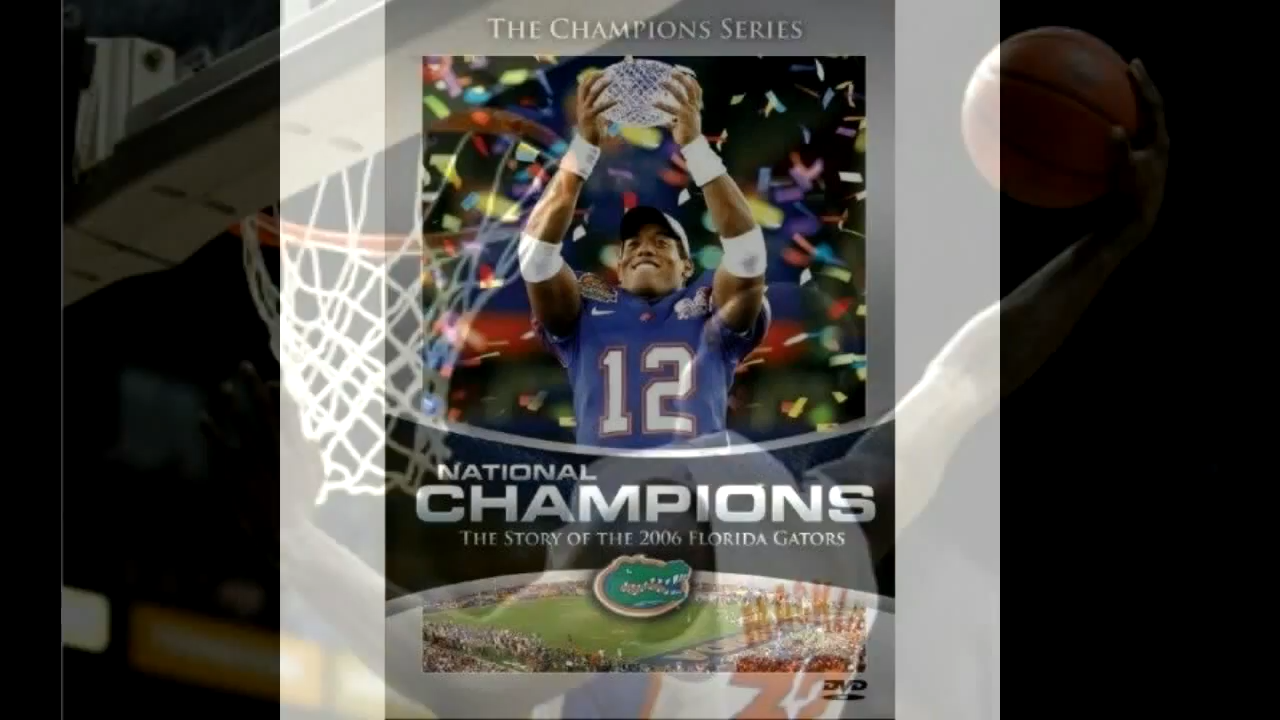 THE CHAMPIONS SERIES
12
NATIONAL
CHAMPIONS
THE STORY OF THE 2006 FLORIDA GATORS
DVD